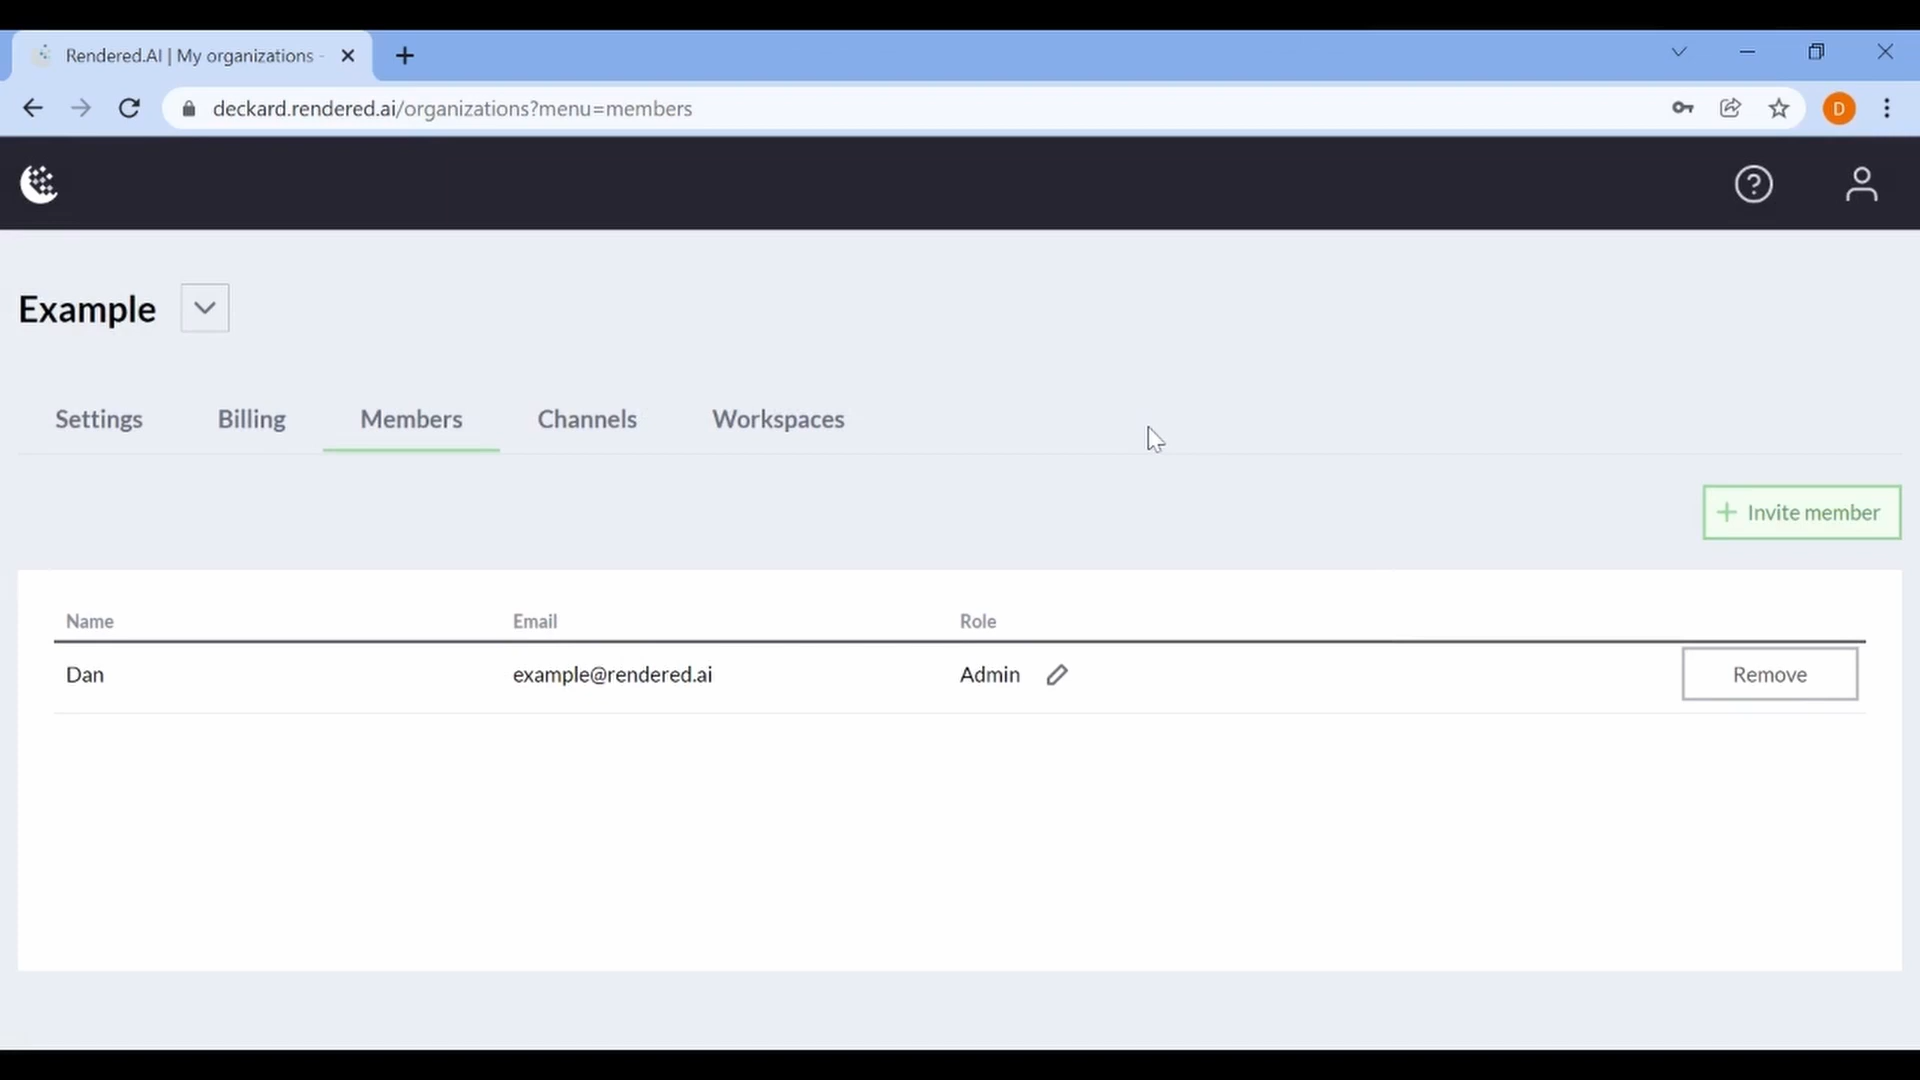 Rendered.AI | My organizations -
deckard.rendered.ai/organizations?menu=members
D
Example
Settings Billing Members Channels Workspaces
+ Invite member
Name Email Role
Dan example@rendered.ai Admin Remove